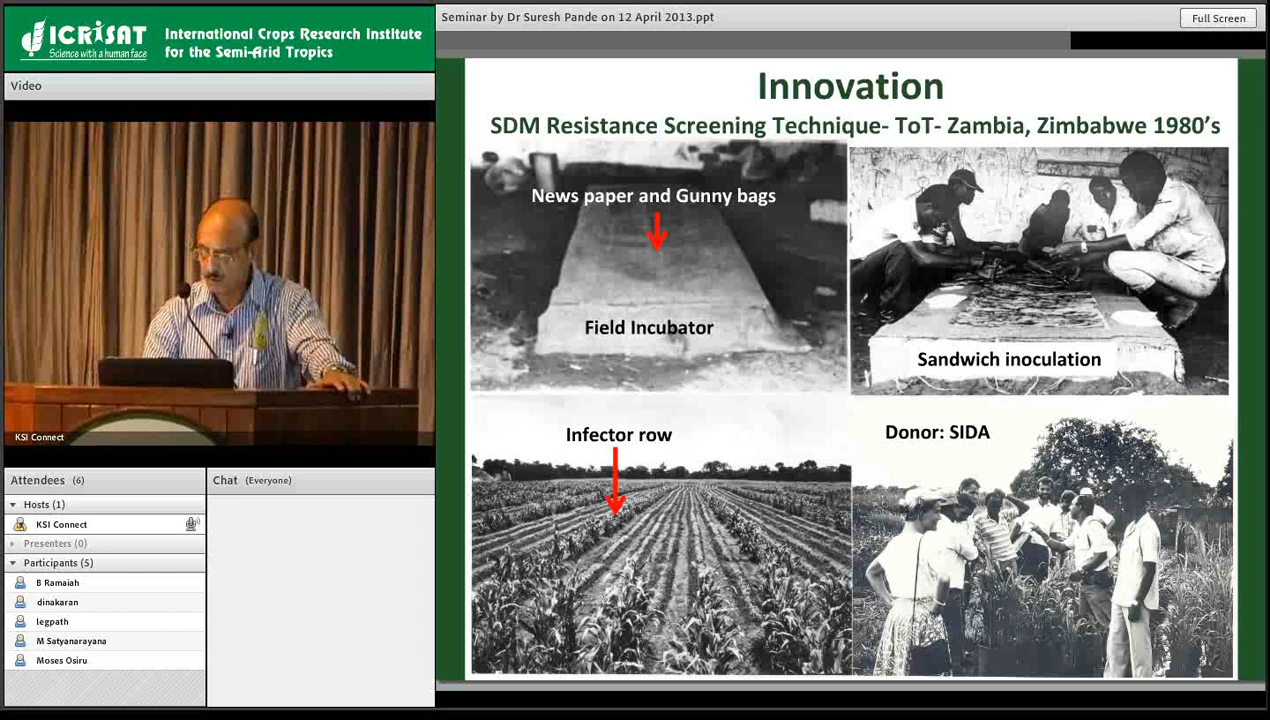 ICRISAT
Science with a human face
International Crops Research Institute
for the Semi-Arid Tropics
Video
KSI Connect
Attendees (6)
Hosts (1)
KSI Connect
Presenters (0)
Participants (5)
B Ramaiah
dinakaran
legpath
M Satyanarayana
Moses Osiru
Chat (Everyone)
Seminar by Dr Suresh Pande on 12 April 2013.ppt
Full Screen
Innovation
SDM Resistance Screening Technique- ToT- Zambia, Zimbabwe 1980's
News paper and Gunny bags
Field Incubator
Sandwich inoculation
Infector row
Donor: SIDA